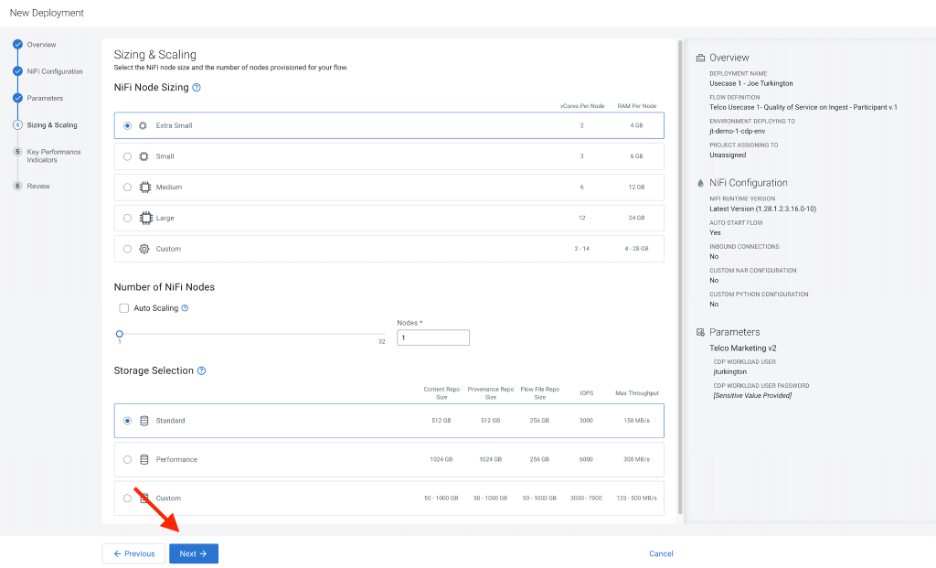 New Deployment
Overview
NiFi Configuration
Parameters
4 Sizing & Scaling
5 Key Performance
Indicators
6 Review
Sizing & Scaling
Select the NiFi node size and the number of nodes provisioned for your flow.
NiFi Node Sizing
vCores Per Node RAM Per Node
Extra Small 2 4 GB
Small 3 6 GB
Medium 6 12 GB
Large 12 24 GB
Custom 2 - 14 4 - 28 GB
Number of NiFi Nodes
Auto Scaling
Nodes *
1 32 1
Storage Selection
Content Repo Provenance Repo Flow File Repo IOPS Max Throughput
Size Size Size
Standard 512 GB 512 GB 256 GB 3000 150 MB/s
Performance 1024 GB 1024 GB 256 GB 6000 300 MB/s
Custom 50 - 1000 GB 50 - 1000 GB 50 - 1000 GB 3000 - 7000 125 - 500 MB/s
Previous Next Cancel
Overview
DEPLOYMENT NAME
Usecase 1 - Joe Turkington
FLOW DEFINITION
Telco Usecase 1- Quality of Service on Ingest - Participant v.1
ENVIRONMENT DEPLOYING TO
jt-demo-1-cdp-env
PROJECT ASSIGNING TO
Unassigned
NiFi Configuration
NIFI RUNTIME VERSION
Latest Version (1.28.1.2.3.16.0-10)
AUTO-START FLOW
Yes
INBOUND CONNECTIONS
No
CUSTOM NAR CONFIGURATION
No
CUSTOM PYTHON CONFIGURATION
No
Parameters
Telco Marketing v2
CDP WORKLOAD USER
jturkington
CDP WORKLOAD USER PASSWORD
[Sensitive Value Provided]